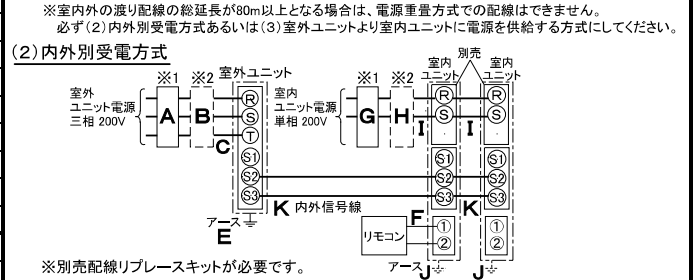 ※室内外の渡り配線の総延長が80m以上となる場合は、電源重畳方式での配線はできません。
必ず(2)内外別受電方式あるいは(3)室外ユニットより室内ユニットに電源を供給する方式にしてください。
(2)内外別受電方式
別売
※1 ※2 室外ユニット ※1 ※2 室内ユニット 室内ユニット
室外ユニット電源 三相 200V
A B C
R
S
T
S1
S2
S3
室内ユニット電源 単相 200V
G H I I
R
S
S1
S2
S3
R
S
S1
S2
S3
K 内外信号線 K
アース
E
リモコン
F
①
②
①
②
アース J J
※別売配線リプレースキットが必要です。